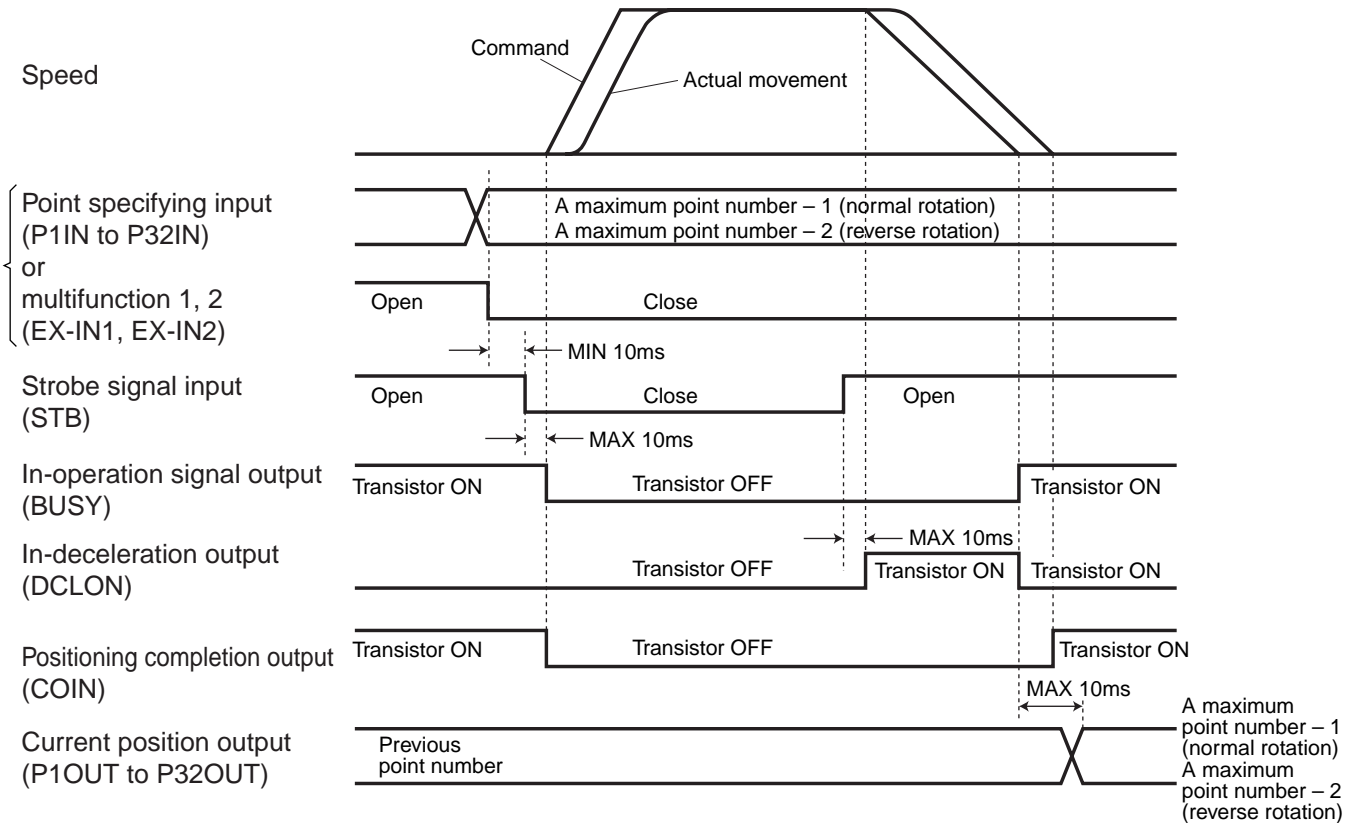 Command
Actual movement
Speed
Point specifying input
(P1IN to P32IN)
or
multifunction 1, 2
(EX-IN1, EX-IN2)
A maximum point number – 1 (normal rotation)
A maximum point number – 2 (reverse rotation)
Open
Close
MIN 10ms
Strobe signal input
(STB)
Open
Close
Open
MAX 10ms
In-operation signal output
(BUSY)
Transistor ON
Transistor OFF
Transistor ON
MAX 10ms
In-deceleration output
(DCLON)
Transistor OFF
Transistor ON
Transistor ON
Positioning completion output
(COIN)
Transistor ON
Transistor OFF
Transistor ON
MAX 10ms
Current position output
(P1OUT to P32OUT)
Previous
point number
A maximum
point number – 1
(normal rotation)
A maximum
point number – 2
(reverse rotation)